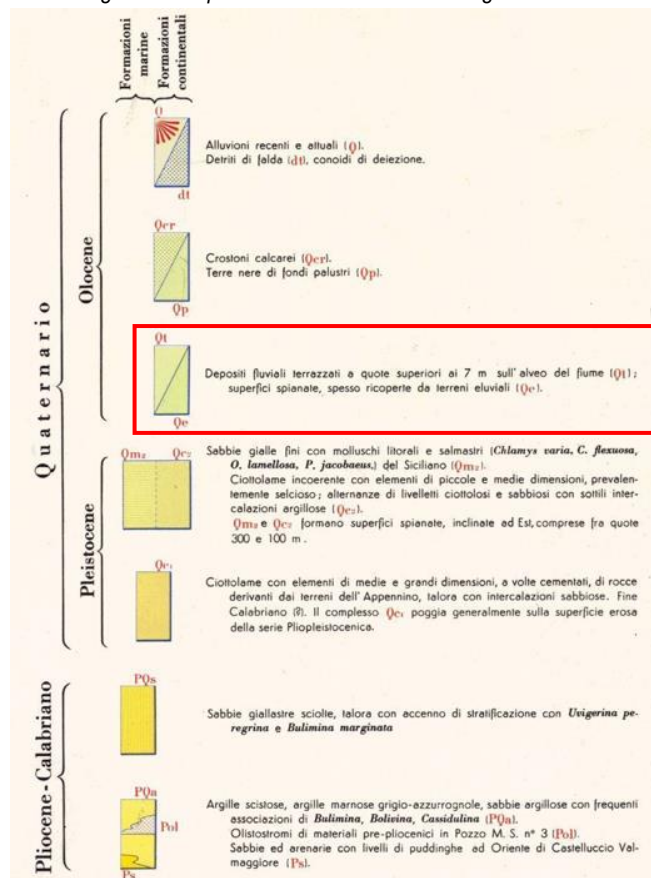 Formazioni
marine
Formazioni
continentali
Quaternario
Olocene
Q
dt
Alluvioni recenti e attuali (Q).
Detriti di falda (dt), conoidi di deiezione.
Qcr
Qp
Crostoni calcarei (Qcr).
Terre nere di fondi palustri (Qp).
Qt
Qe
Depositi fluviali terrazzati a quote superiori ai 7 m sull'alveo del fiume (Qt);
superfici spianate, spesso ricoperte da terreni eluviali (Qe).
Pleistocene
Qm2 Qc2
Sabbie gialle fini con molluschi litorali e salmastri (Chlamys varia, C. flexuosa,
O. lamellosa, P. jacobaeus,) del Siciliano (Qm2).
Ciottolame incoerente con elementi di piccole e medie dimensioni, prevalen-
temente selcioso; alternanze di livelletti ciottolosi e sabbiosi con sottili inter-
calazioni argillose (Qc2).
Qm2 e Qc2 formano superfici spianate, inclinate ad Est, comprese fra quote
300 e 100 m.
Qc1
Ciottolame con elementi di medie e grandi dimensioni, a volte cementati, di rocce
derivanti dai terreni dell'Appennino, talora con intercalazioni sabbiose. Fine
Calabriano (?). Il complesso Qc1 poggia generalmente sulla superficie erosa
della serie Pliopleistocenica.
Pliocene-Calabriano
PQs
Sabbie giallastre sciolte, talora con accenno di stratificazione con Uvigerina pe-
regrina e Bulimina marginata
PQa
Pol
Ps
Argille scistose, argille marnose grigio-azzurrognole, sabbie argillose con frequenti
associazioni di Bulimina, Bolivina, Cassidulina (PQa).
Olistostromi di materiali pre-pliocenici in Pozzo M. S. n° 3 (Pol).
Sabbie ed arenarie con livelli di puddinghe ad Oriente di Castelluccio Val-
maggiore (Ps).